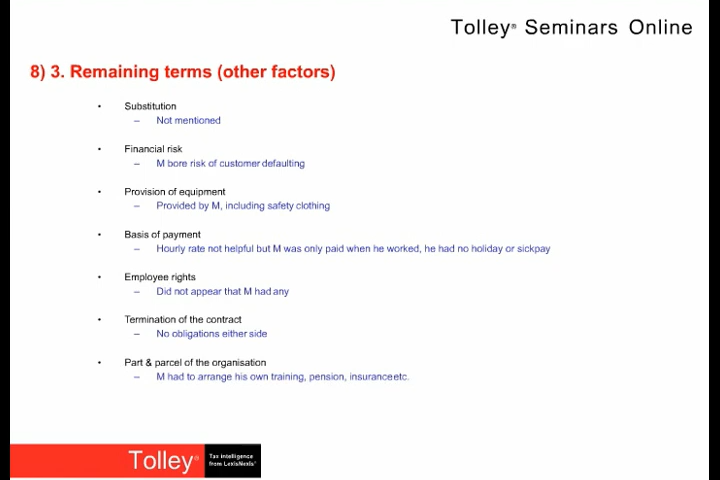 Tolley® Seminars Online
8) 3. Remaining terms (other factors)
• Substitution
– Not mentioned
• Financial risk
– M bore risk of customer defaulting
• Provision of equipment
– Provided by M, including safety clothing
• Basis of payment
– Hourly rate not helpful but M was only paid when he worked, he had no holiday or sickpay
• Employee rights
– Did not appear that M had any
• Termination of the contract
– No obligations either side
• Part & parcel of the organisation
– M had to arrange his own training, pension, insurance etc.
Tolley®
Tax intelligence
from LexisNexis®